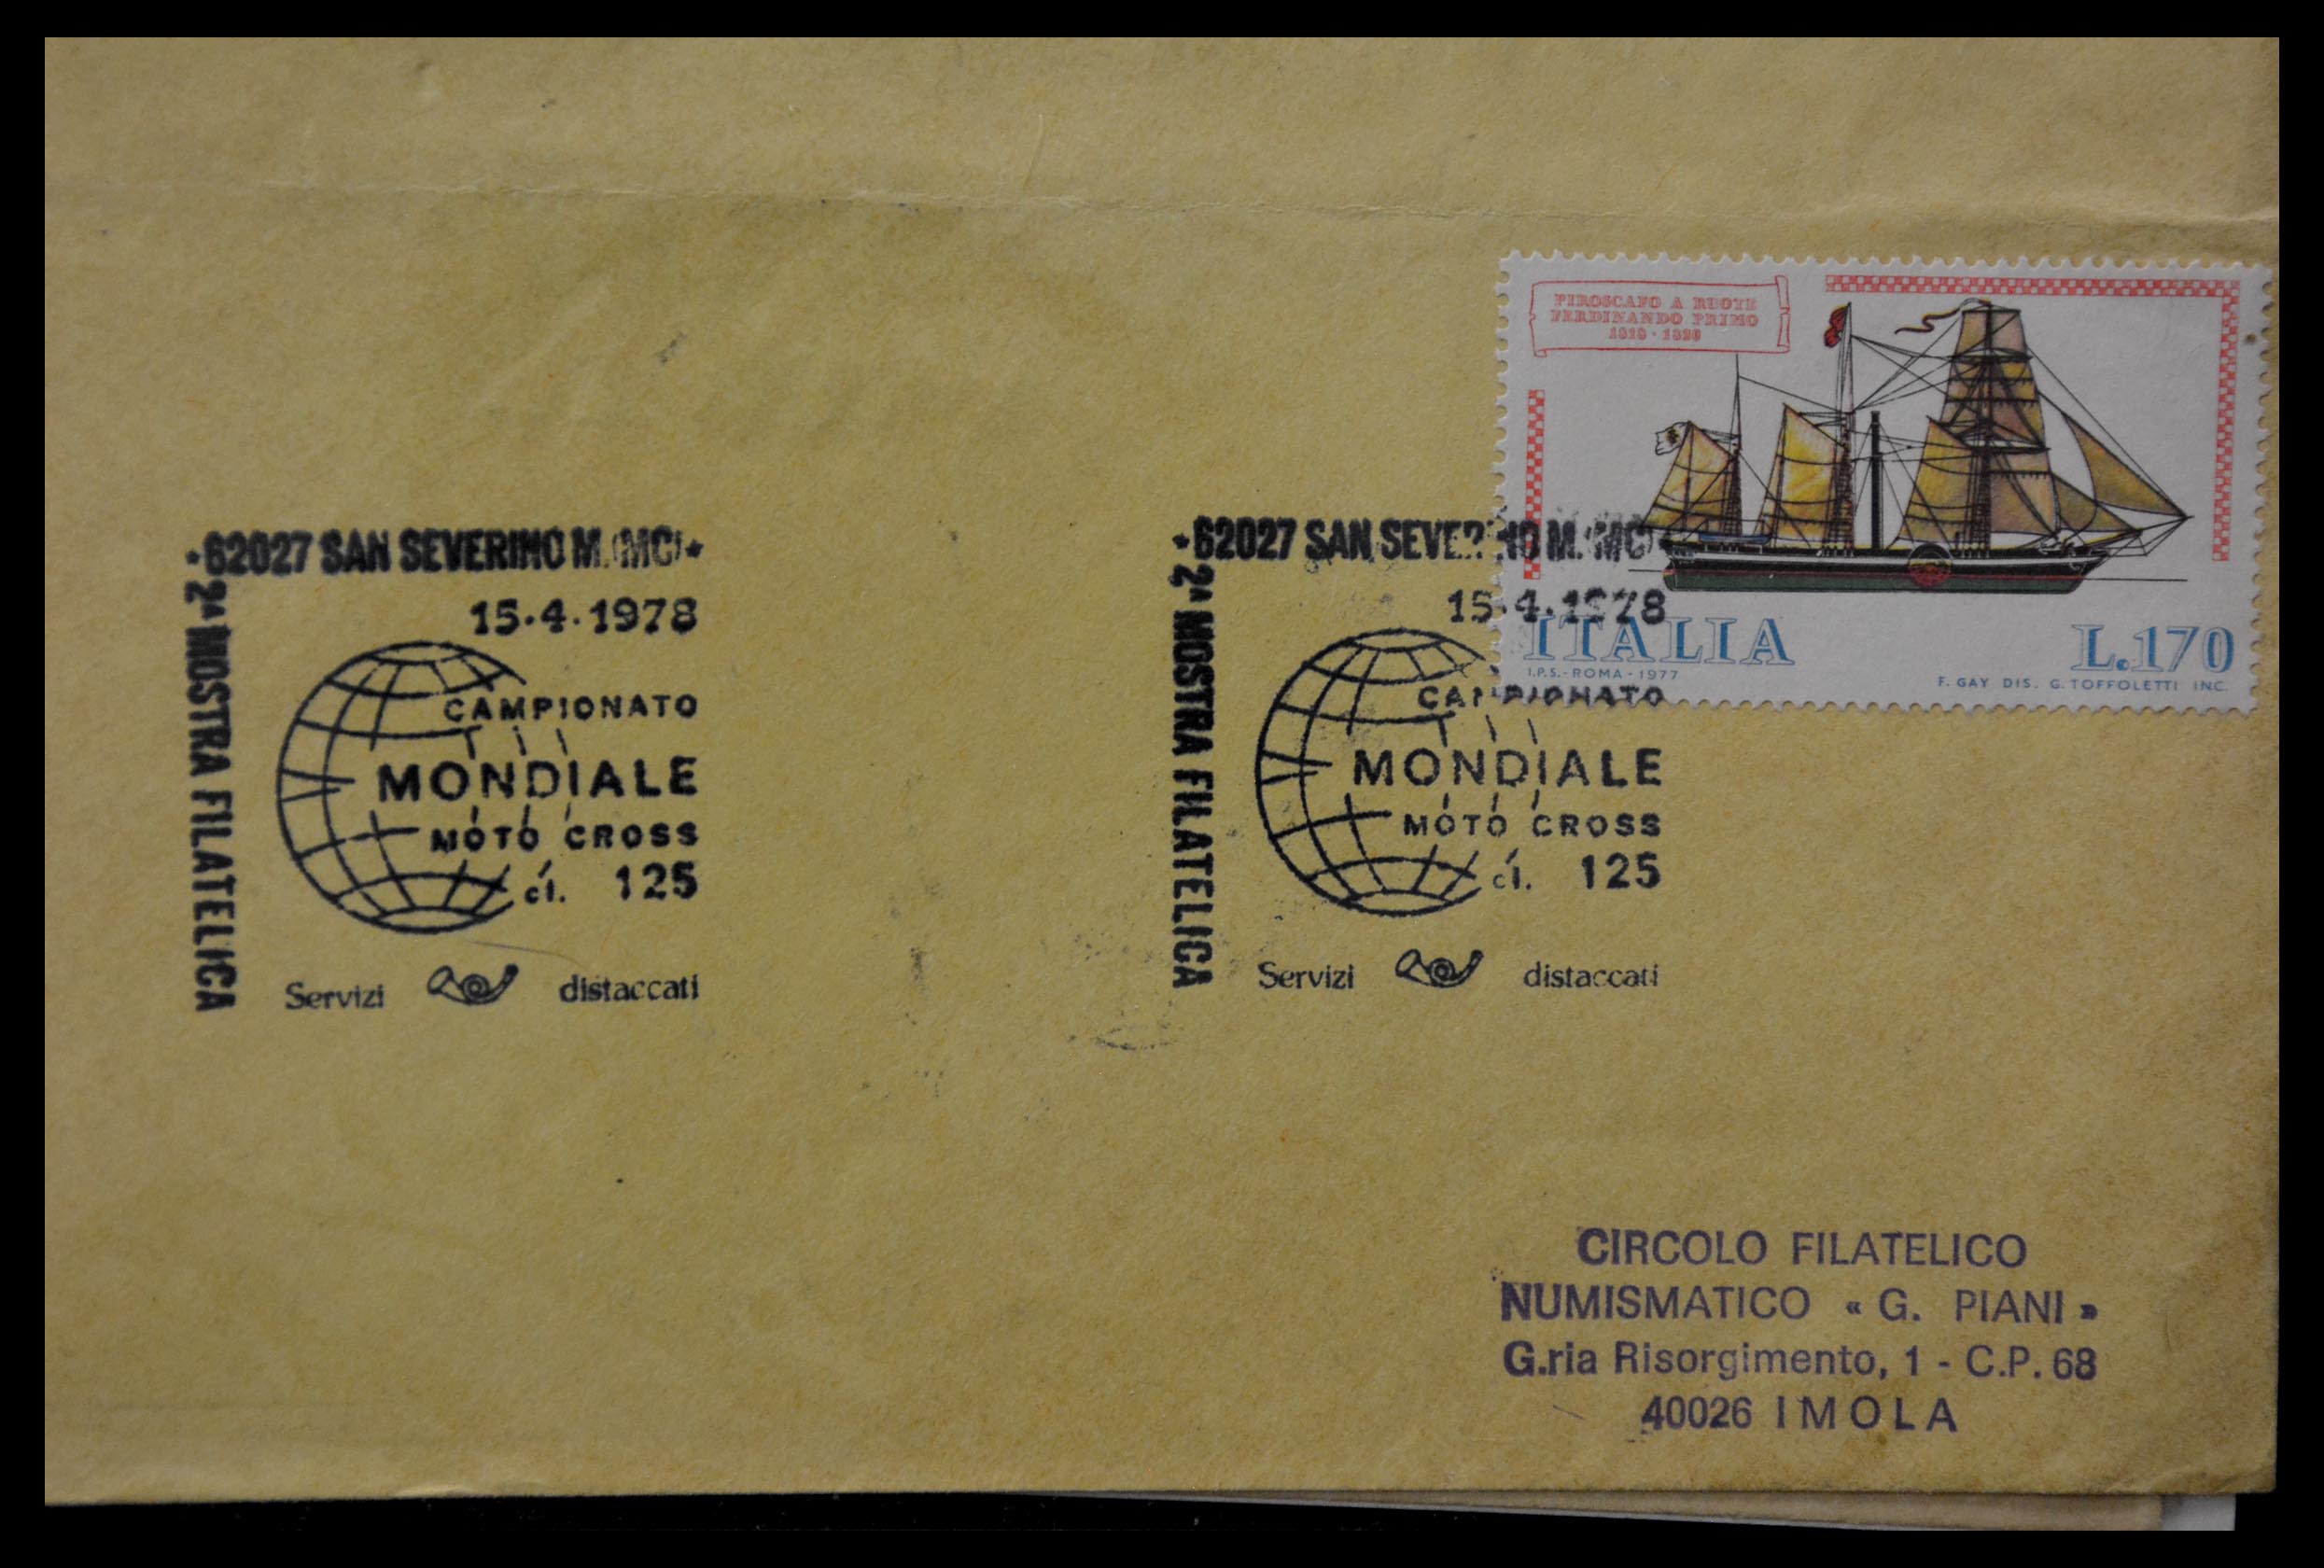 PIROSCAFO A RUOTE
FERDINANDO PRIMO
1818 - 1820
ITALIA L.170
I.P.S.-ROMA-1977 F. GAY DIS. G.TOFFOLETTI INC.
62027 SAN SEVERINO M. (MC)
2ª MOSTRA FILATELICA
15.4.1978
CAMPIONATO
MONDIALE
MOTO CROSS
cl. 125
Servizi distaccati
62027 SAN SEVERINO M. (MC)
2ª MOSTRA FILATELICA
15.4.1978
CAMPIONATO
MONDIALE
MOTO CROSS
cl. 125
Servizi distaccati
CIRCOLO FILATELICO
NUMISMATICO « G. PIANI »
G.ria Risorgimento, 1 - C.P. 68
40026 IMOLA